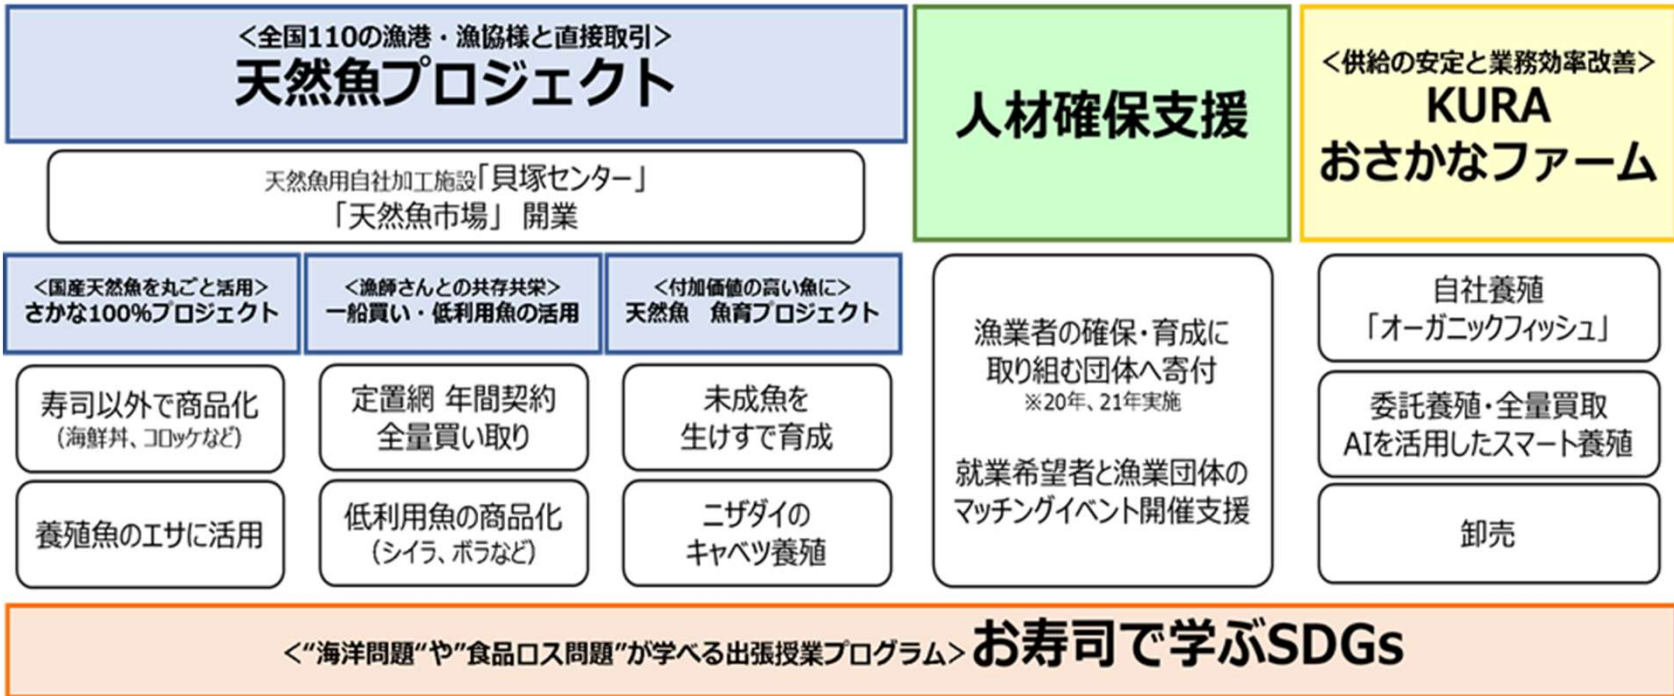 <全国110の漁港・漁協様と直接取引>
天然魚プロジェクト
天然魚用自社加工施設「貝塚センター」
「天然魚市場」 開業
<国産天然魚を丸ごと活用>
さかな100%プロジェクト
寿司以外で商品化
(海鮮丼、コロッケなど)
養殖魚のエサに活用
<漁師さんとの共存共栄>
一船買い・低利用魚の活用
定置網 年間契約
全量買い取り
低利用魚の商品化
(シイラ、ボラなど)
<付加価値の高い魚に>
天然魚 魚育プロジェクト
未成魚を
生けすで育成
ニザダイの
キャベツ養殖
人材確保支援
漁業者の確保・育成に
取り組む団体へ寄付
※20年、21年実施
就業希望者と漁業団体の
マッチングイベント開催支援
<供給の安定と業務効率改善>
KURA
おさかなファーム
自社養殖
「オーガニックフィッシュ」
委託養殖・全量買取
AIを活用したスマート養殖
卸売
<“海洋問題“や”食品ロス問題”が学べる出張授業プログラム>お寿司で学ぶSDGs